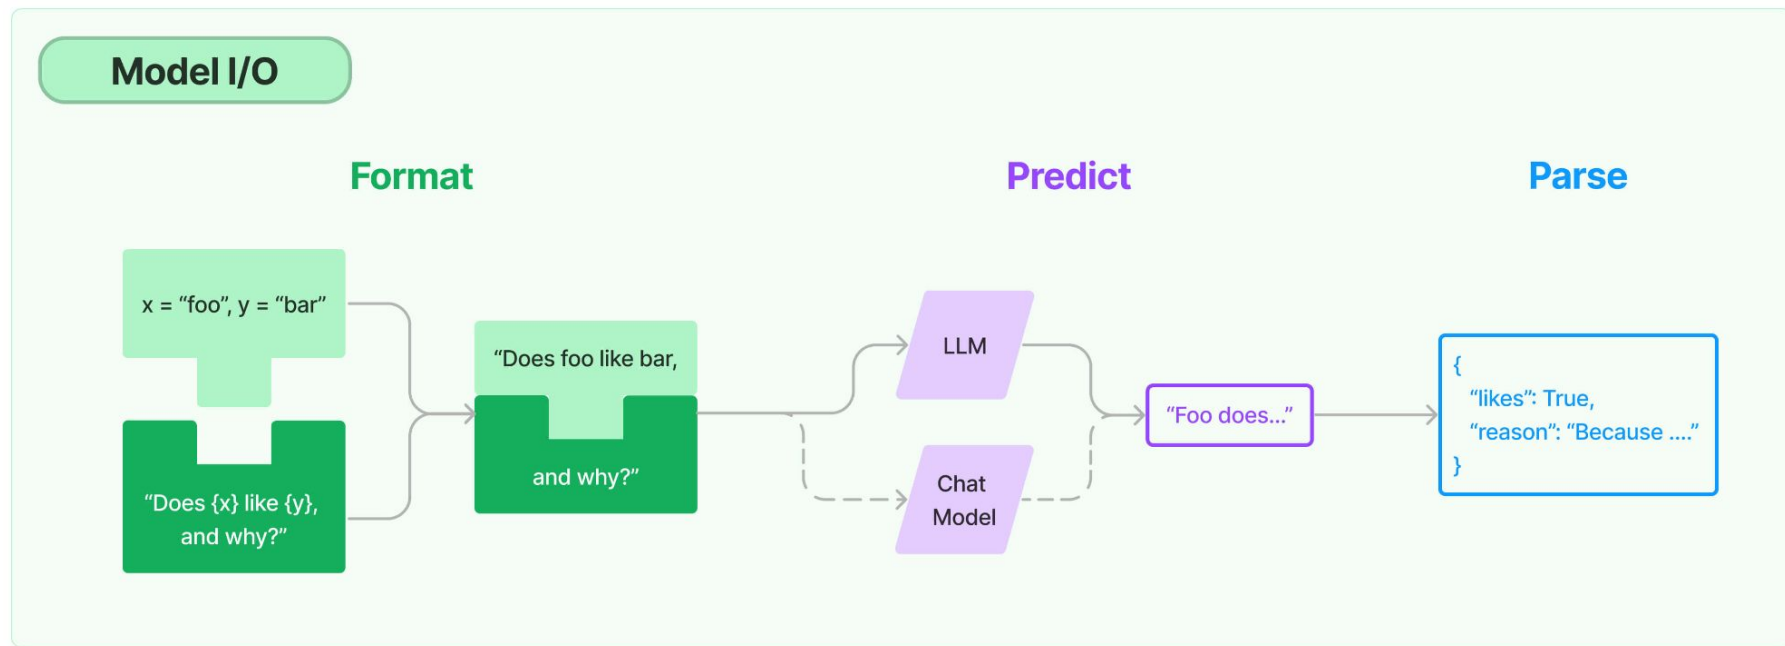 Model I/O
Format
Predict
Parse
x = “foo”, y = “bar”
“Does {x} like {y},
and why?”
“Does foo like bar,
and why?”
LLM
Chat
Model
“Foo does...”
{
“likes”: True,
“reason”: “Because ....”
}